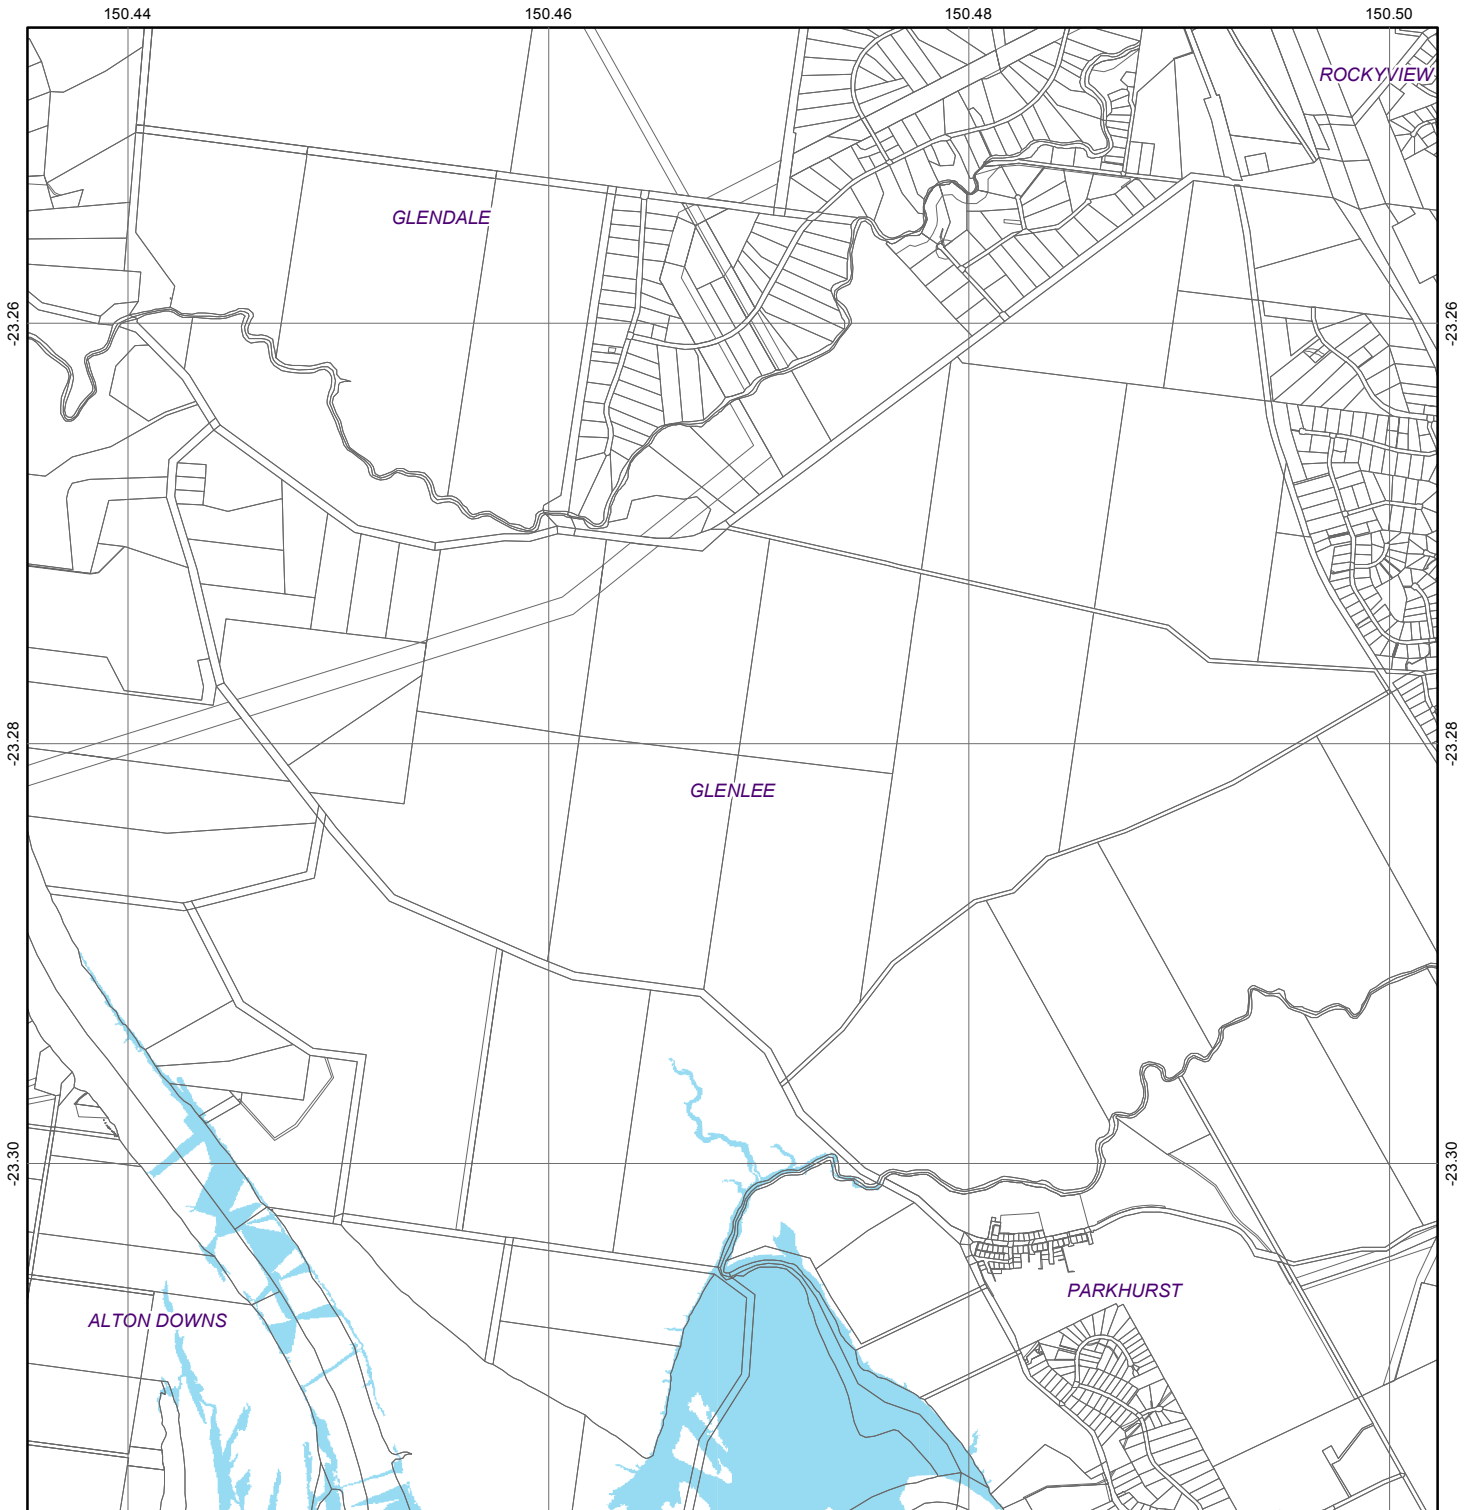 150.44 150.46 150.48 150.50
ROCKYVIEW
GLENDALE
-23.26 -23.26
-23.28 -23.28
GLENLEE
-23.30 -23.30
PARKHURST
ALTON DOWNS